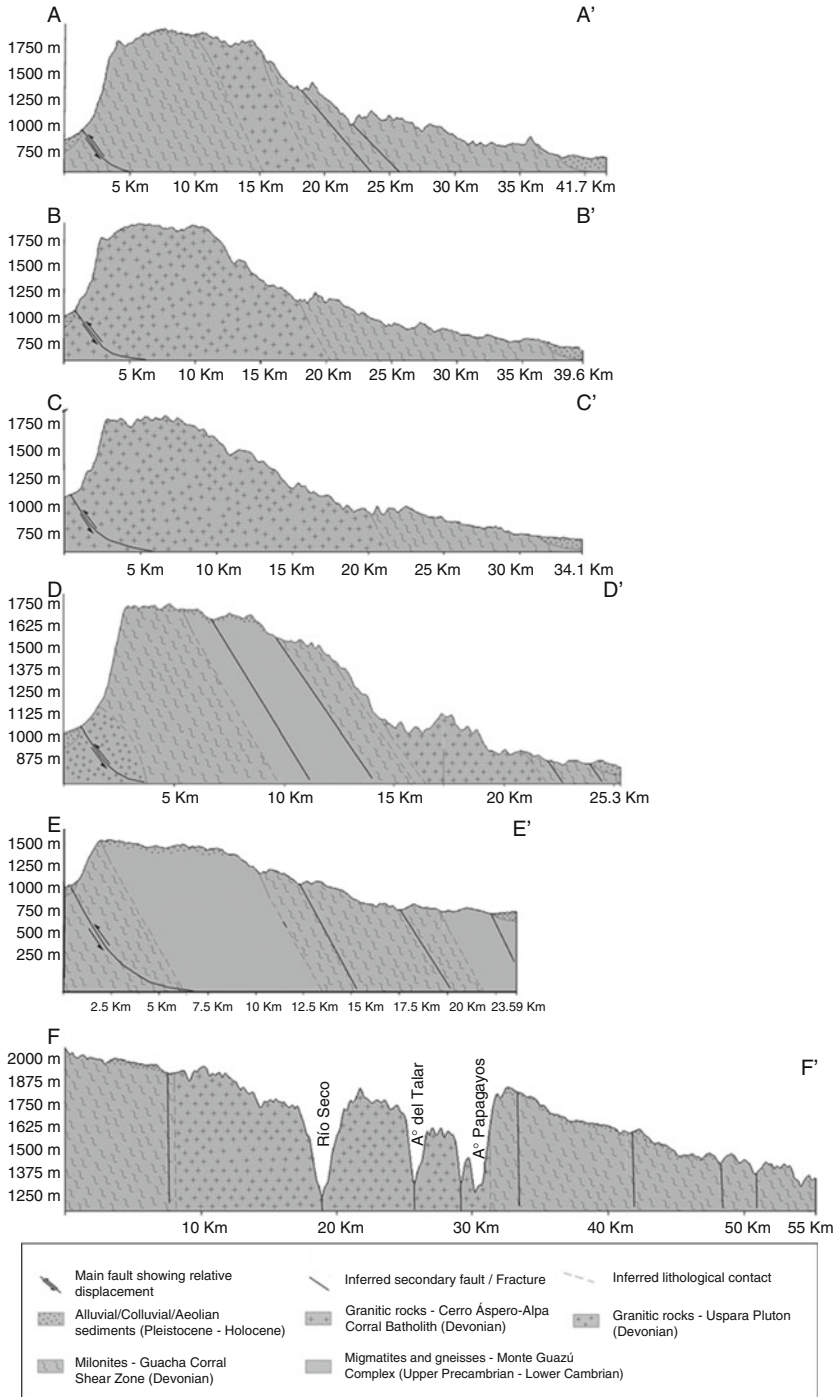 A A’
1750 m
1500 m
1250 m
1000 m
750 m
5 Km 10 Km 15 Km 20 Km 25 Km 30 Km 35 Km 41.7 Km
B B’
1750 m
1500 m
1250 m
1000 m
750 m
5 Km 10 Km 15 Km 20 Km 25 Km 30 Km 35 Km 39.6 Km
C C’
1750 m
1500 m
1250 m
1000 m
750 m
5 Km 10 Km 15 Km 20 Km 25 Km 30 Km 34.1 Km
D D’
1750 m
1625 m
1500 m
1375 m
1250 m
1125 m
1000 m
875 m
5 Km 10 Km 15 Km 20 Km 25.3 Km
E E’
1500 m
1250 m
1000 m
750 m
500 m
250 m
2.5 Km 5 Km 7.5 Km 10 Km 12.5 Km 15 Km 17.5 Km 20 Km 23.59 Km
F F’
2000 m
1875 m
1750 m
1625 m
1500 m
1375 m
1250 m
Río Seco
A° del Talar
A° Papagayos
10 Km 20 Km 30 Km 40 Km 50 Km 55 Km
Main fault showing relative
displacement
Inferred secondary fault / Fracture
Inferred lithological contact
Alluvial/Colluvial/Aeolian
sediments (Pleistocene - Holocene)
Granitic rocks - Cerro Áspero-Alpa
Corral Batholith (Devonian)
Granitic rocks - Uspara Pluton
(Devonian)
Milonites - Guacha Corral
Shear Zone (Devonian)
Migmatites and gneisses - Monte Guazú
Complex (Upper Precambrian - Lower Cambrian)